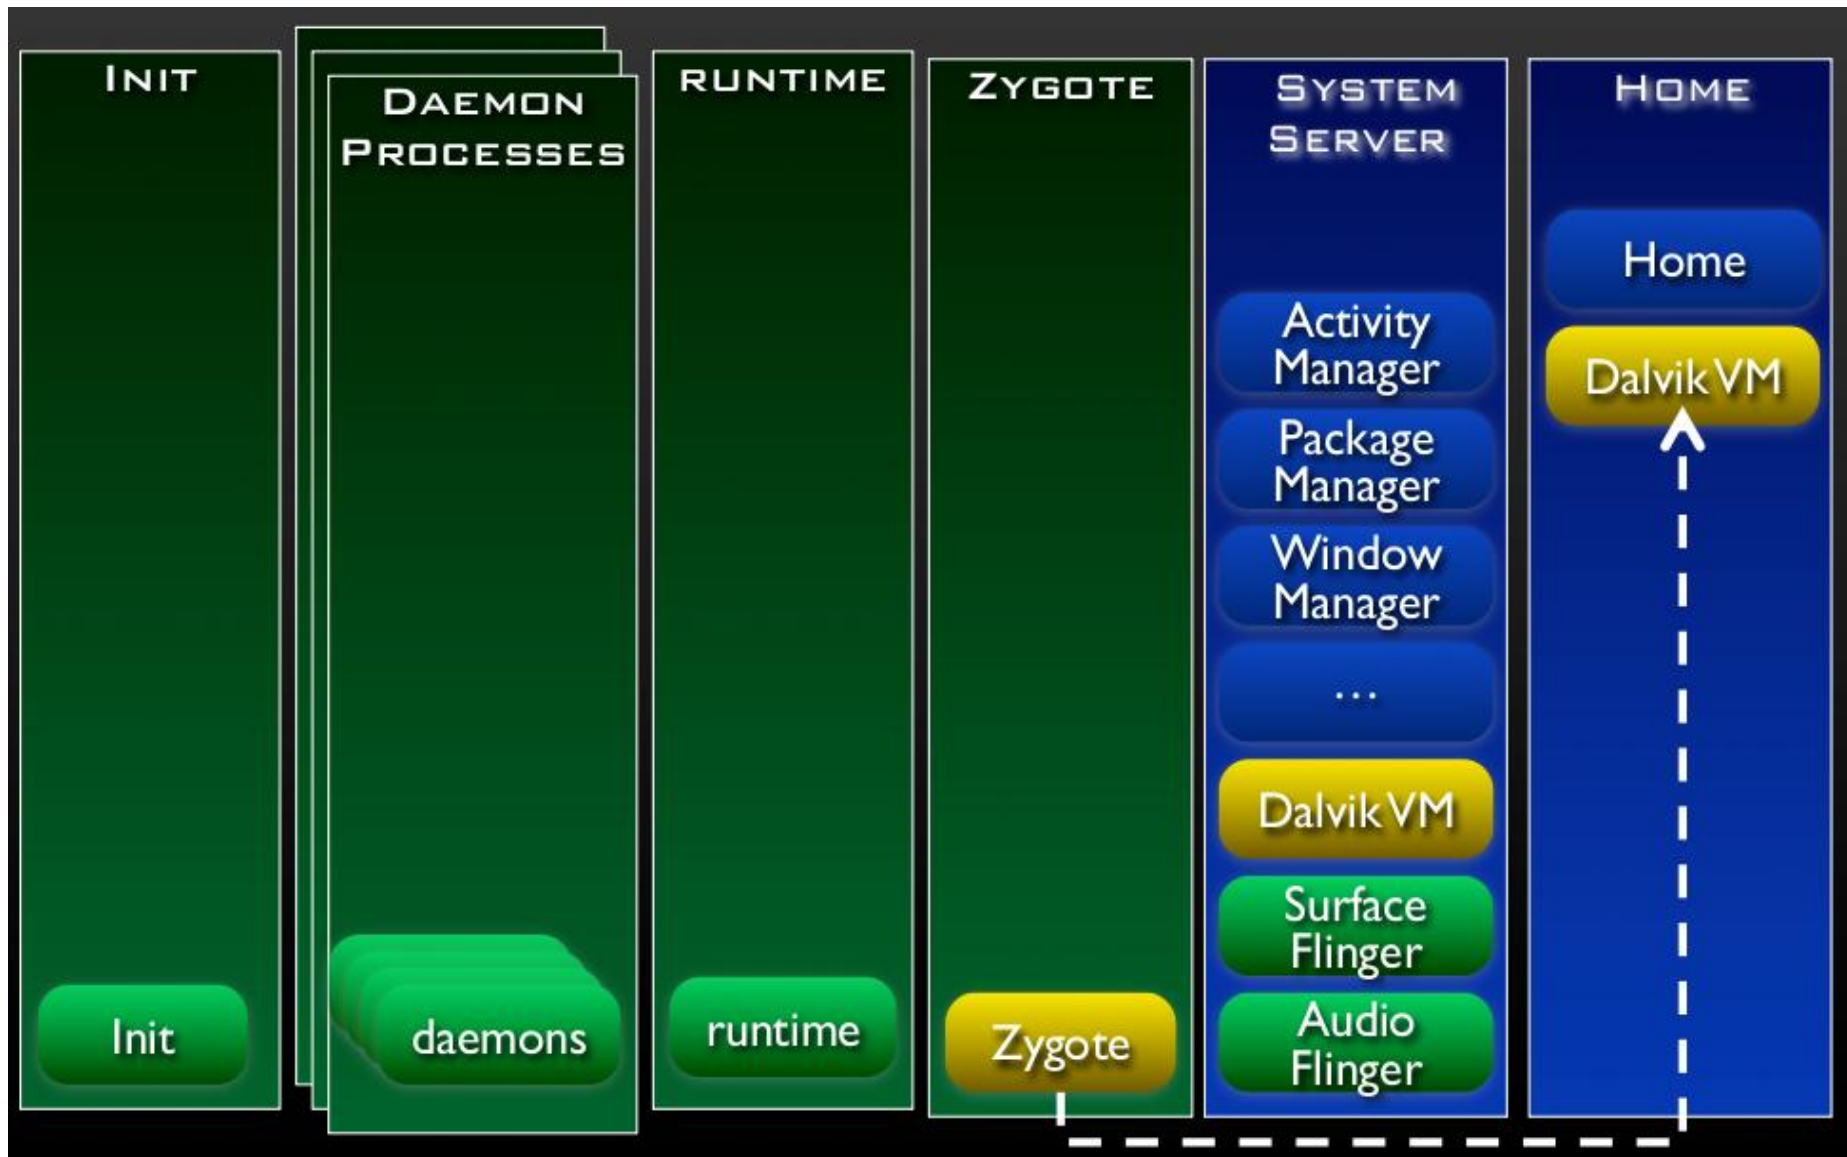 INIT
DAEMON
PROCESSES
RUNTIME
ZYGOTE
SYSTEM
SERVER
HOME
Init
daemons
runtime
Zygote
Activity
Manager
Package
Manager
Window
Manager
...
Dalvik VM
Surface
Flinger
Audio
Flinger
Home
Dalvik VM